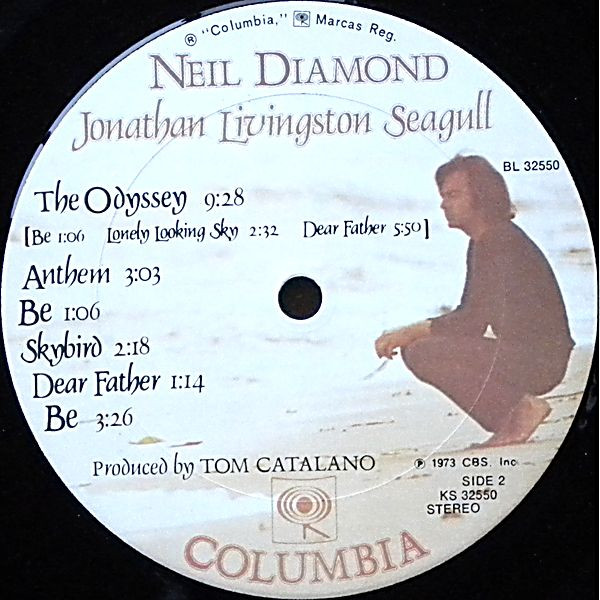 ® "Columbia," Marcas Reg.
NEIL DIAMOND
Jonathan Livingston Seagull
BL 32550
The Odyssey 9:28
[Be 1:06 Lonely Looking Sky 2:32 Dear Father 5:50]
Anthem 3:03
Be 1:06
Skybird 2:18
Dear Father 1:14
Be 3:26
Produced by TOM CATALANO
℗ 1973 CBS. Inc.
SIDE 2
KS 32550
STEREO
COLUMBIA